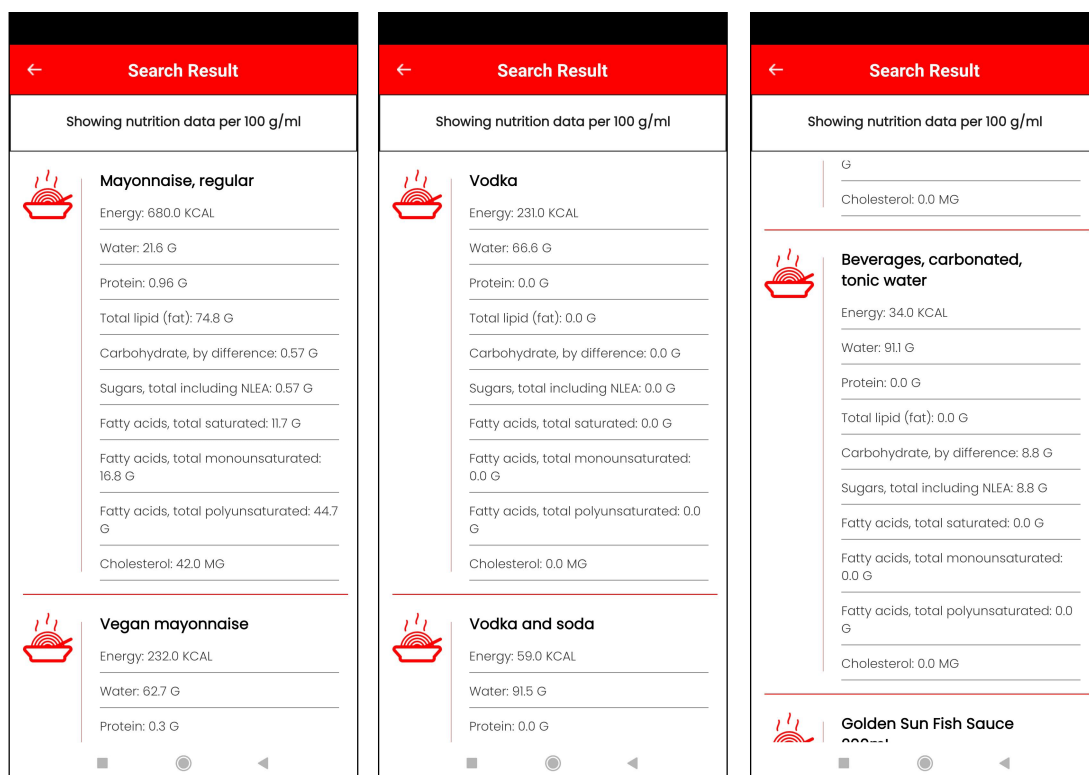 Search Result
Showing nutrition data per 100 g/ml
Mayonnaise, regular
Energy: 680.0 KCAL
Water: 21.6 G
Protein: 0.96 G
Total lipid (fat): 74.8 G
Carbohydrate, by difference: 0.57 G
Sugars, total including NLEA: 0.57 G
Fatty acids, total saturated: 11.7 G
Fatty acids, total monounsaturated:
16.8 G
Fatty acids, total polyunsaturated: 44.7
G
Cholesterol: 42.0 MG
Vegan mayonnaise
Energy: 232.0 KCAL
Water: 62.7 G
Protein: 0.3 G
Search Result
Showing nutrition data per 100 g/ml
Vodka
Energy: 231.0 KCAL
Water: 66.6 G
Protein: 0.0 G
Total lipid (fat): 0.0 G
Carbohydrate, by difference: 0.0 G
Sugars, total including NLEA: 0.0 G
Fatty acids, total saturated: 0.0 G
Fatty acids, total monounsaturated:
0.0 G
Fatty acids, total polyunsaturated: 0.0
G
Cholesterol: 0.0 MG
Vodka and soda
Energy: 59.0 KCAL
Water: 91.5 G
Protein: 0.0 G
Search Result
Showing nutrition data per 100 g/ml
G
Cholesterol: 0.0 MG
Beverages, carbonated,
tonic water
Energy: 34.0 KCAL
Water: 91.1 G
Protein: 0.0 G
Total lipid (fat): 0.0 G
Carbohydrate, by difference: 8.8 G
Sugars, total including NLEA: 8.8 G
Fatty acids, total saturated: 0.0 G
Fatty acids, total monounsaturated:
0.0 G
Fatty acids, total polyunsaturated: 0.0
G
Cholesterol: 0.0 MG
Golden Sun Fish Sauce